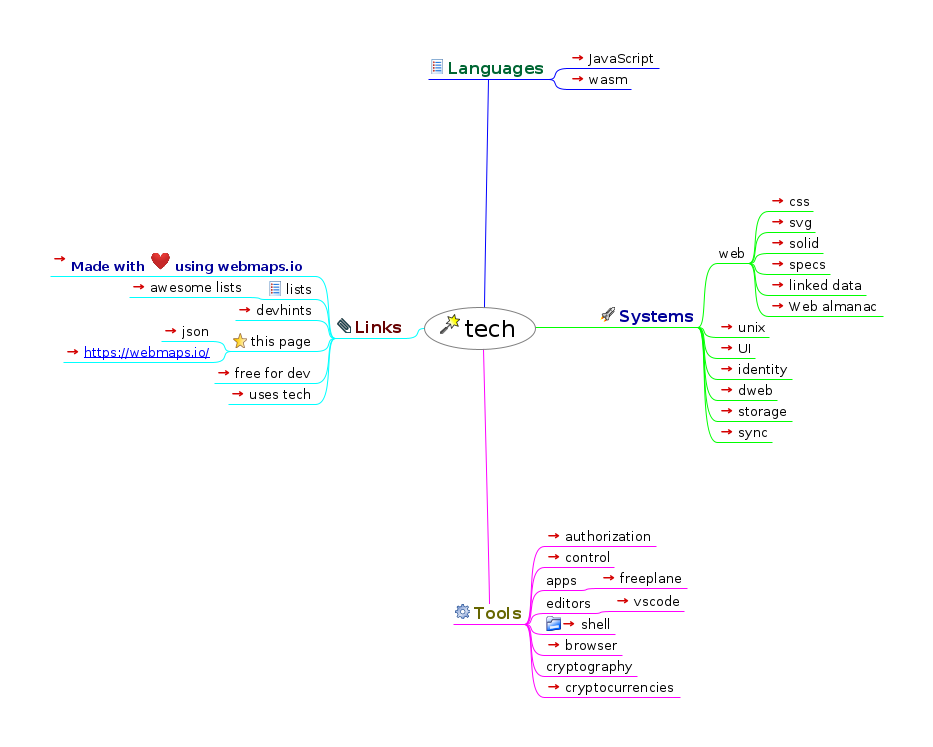 tech
Languages
JavaScript
wasm
Systems
web
css
svg
solid
specs
linked data
Web almanac
unix
UI
identity
dweb
storage
sync
Tools
authorization
control
apps
freeplane
editors
vscode
shell
browser
cryptography
cryptocurrencies
Links
Made with ❤ using webmaps.io
lists
awesome lists
devhints
this page
json
https://webmaps.io/
free for dev
uses tech